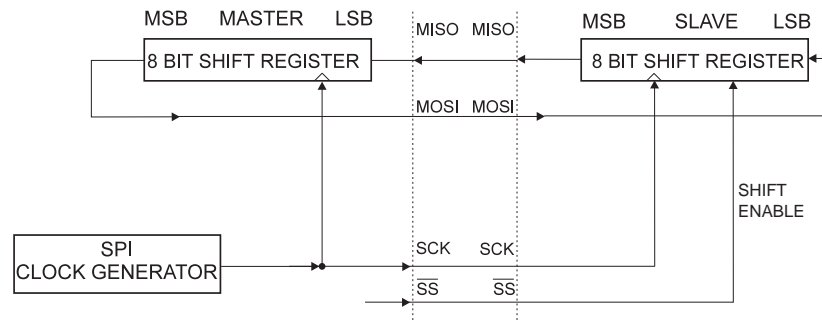 MSB MASTER LSB
MISO MISO
MSB SLAVE LSB
8 BIT SHIFT REGISTER
8 BIT SHIFT REGISTER
MOSI MOSI
SHIFT
ENABLE
SPI
CLOCK GENERATOR
SCK SCK
SS SS